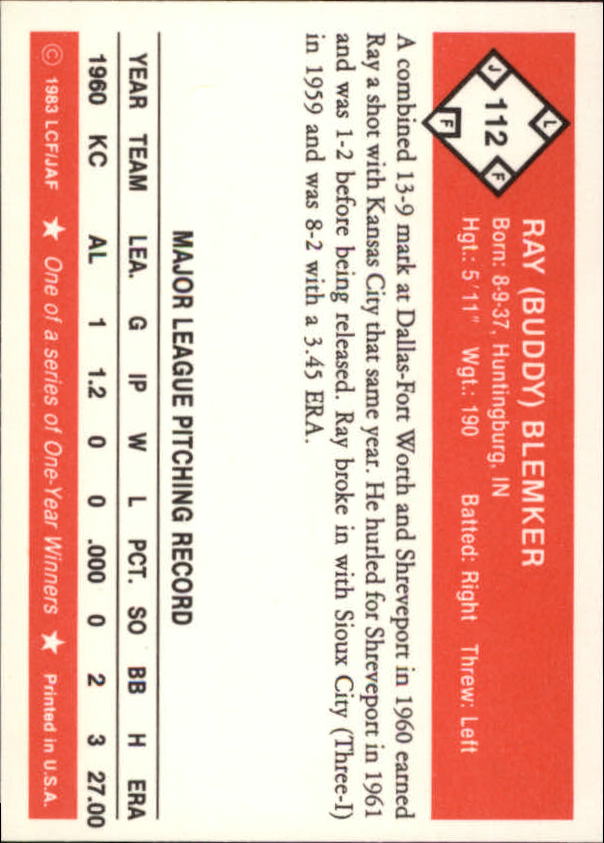 J
L
112
F
F
RAY (BUDDY) BLEMKER
Born: 8-9-37, Huntingburg, IN
Hgt.: 5'11" Wgt.: 190 Batted: Right Threw: Left
A combined 13-9 mark at Dallas-Fort Worth and Shreveport in 1960 earned
Ray a shot with Kansas City that same year. He hurled for Shreveport in 1961
and was 1-2 before being released. Ray broke in with Sioux City (Three-I)
in 1959 and was 8-2 with a 3.45 ERA.
MAJOR LEAGUE PITCHING RECORD
YEAR TEAM LEA. G IP W L PCT. SO BB H ERA
1960 KC AL 1 1.2 0 0 .000 0 2 3 27.00
© 1983 LCF/JAF ★ One of a series of One-Year Winners ★ Printed in U.S.A.